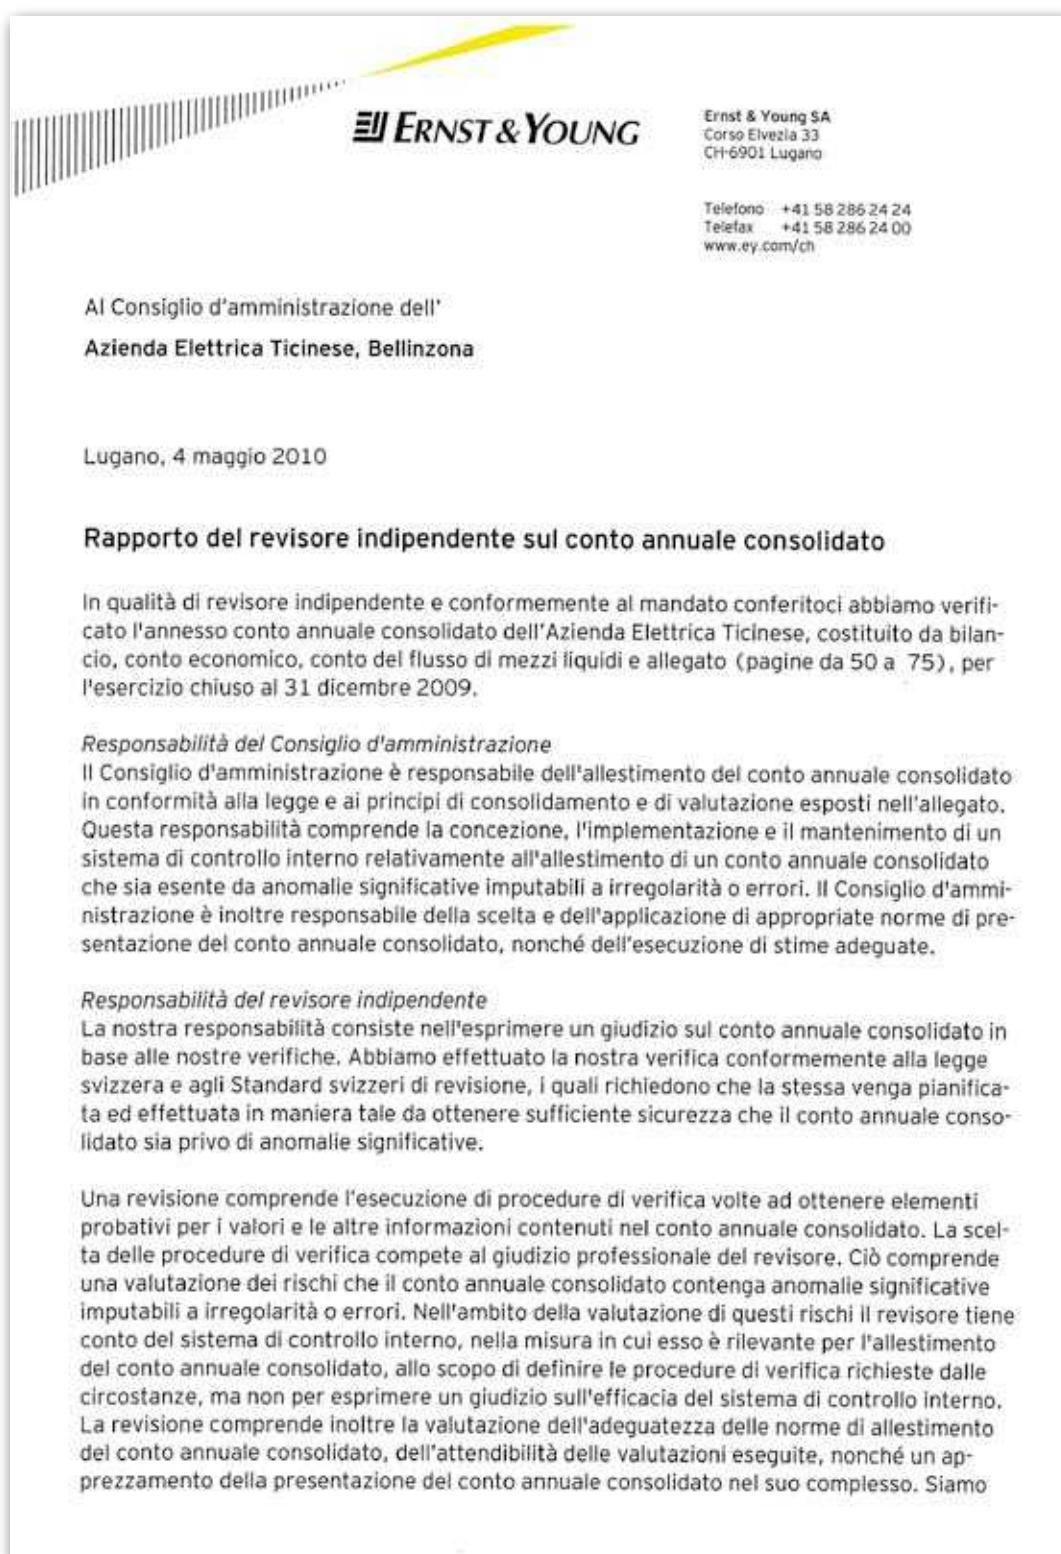 ERNST & YOUNG
Ernst & Young SA
Corso Elvezia 33
CH-6901 Lugano
Telefono +41 58 286 24 24
Telefax +41 58 286 24 00
www.ey.com/ch
Al Consiglio d'amministrazione dell'
Azienda Elettrica Ticinese, Bellinzona
Lugano, 4 maggio 2010
Rapporto del revisore indipendente sul conto annuale consolidato
In qualità di revisore indipendente e conformemente al mandato conferitoci abbiamo verifi-
cato l'annesso conto annuale consolidato dell'Azienda Elettrica Ticinese, costituito da bilan-
cio, conto economico, conto del flusso di mezzi liquidi e allegato (pagine da 50 a 75), per
l'esercizio chiuso al 31 dicembre 2009.
Responsabilità del Consiglio d'amministrazione
Il Consiglio d'amministrazione è responsabile dell'allestimento del conto annuale consolidato
in conformità alla legge e ai principi di consolidamento e di valutazione esposti nell'allegato.
Questa responsabilità comprende la concezione, l'implementazione e il mantenimento di un
sistema di controllo interno relativamente all'allestimento di un conto annuale consolidato
che sia esente da anomalie significative imputabili a irregolarità o errori. Il Consiglio d'ammi-
nistrazione è inoltre responsabile della scelta e dell'applicazione di appropriate norme di pre-
sentazione del conto annuale consolidato, nonché dell'esecuzione di stime adeguate.
Responsabilità del revisore indipendente
La nostra responsabilità consiste nell'esprimere un giudizio sul conto annuale consolidato in
base alle nostre verifiche. Abbiamo effettuato la nostra verifica conformemente alla legge
svizzera e agli Standard svizzeri di revisione, i quali richiedono che la stessa venga pianifica-
ta ed effettuata in maniera tale da ottenere sufficiente sicurezza che il conto annuale conso-
lidato sia privo di anomalie significative.
Una revisione comprende l'esecuzione di procedure di verifica volte ad ottenere elementi
probativi per i valori e le altre informazioni contenuti nel conto annuale consolidato. La scel-
ta delle procedure di verifica compete al giudizio professionale del revisore. Ciò comprende
una valutazione dei rischi che il conto annuale consolidato contenga anomalie significative
imputabili a irregolarità o errori. Nell'ambito della valutazione di questi rischi il revisore tiene
conto del sistema di controllo interno, nella misura in cui esso è rilevante per l'allestimento
del conto annuale consolidato, allo scopo di definire le procedure di verifica richieste dalle
circostanze, ma non per esprimere un giudizio sull'efficacia del sistema di controllo interno.
La revisione comprende inoltre la valutazione dell'adeguatezza delle norme di allestimento
del conto annuale consolidato, dell'attendibilità delle valutazioni eseguite, nonché un ap-
prezzamento della presentazione del conto annuale consolidato nel suo complesso. Siamo